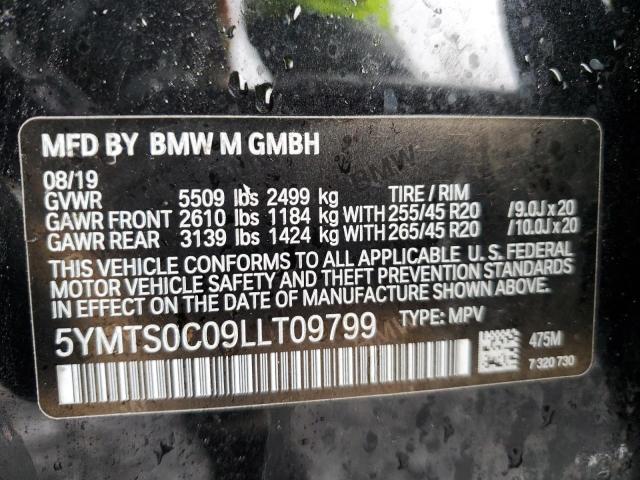 MFD BY BMW M GMBH
08/19
GVWR 5509 lbs 2499 kg TIRE / RIM
GAWR FRONT 2610 lbs 1184 kg WITH 255/45 R20 /9.0J x 20
GAWR REAR 3139 lbs 1424 kg WITH 265/45 R20 /10.0J x 20
THIS VEHICLE CONFORMS TO ALL APPLICABLE U. S. FEDERAL
MOTOR VEHICLE SAFETY AND THEFT PREVENTION STANDARDS
IN EFFECT ON THE DATE OF MANUFACTURE SHOWN ABOVE.
5YMTS0C09LLT09799 TYPE: MPV
475M
7 320 730
BMW
BMW